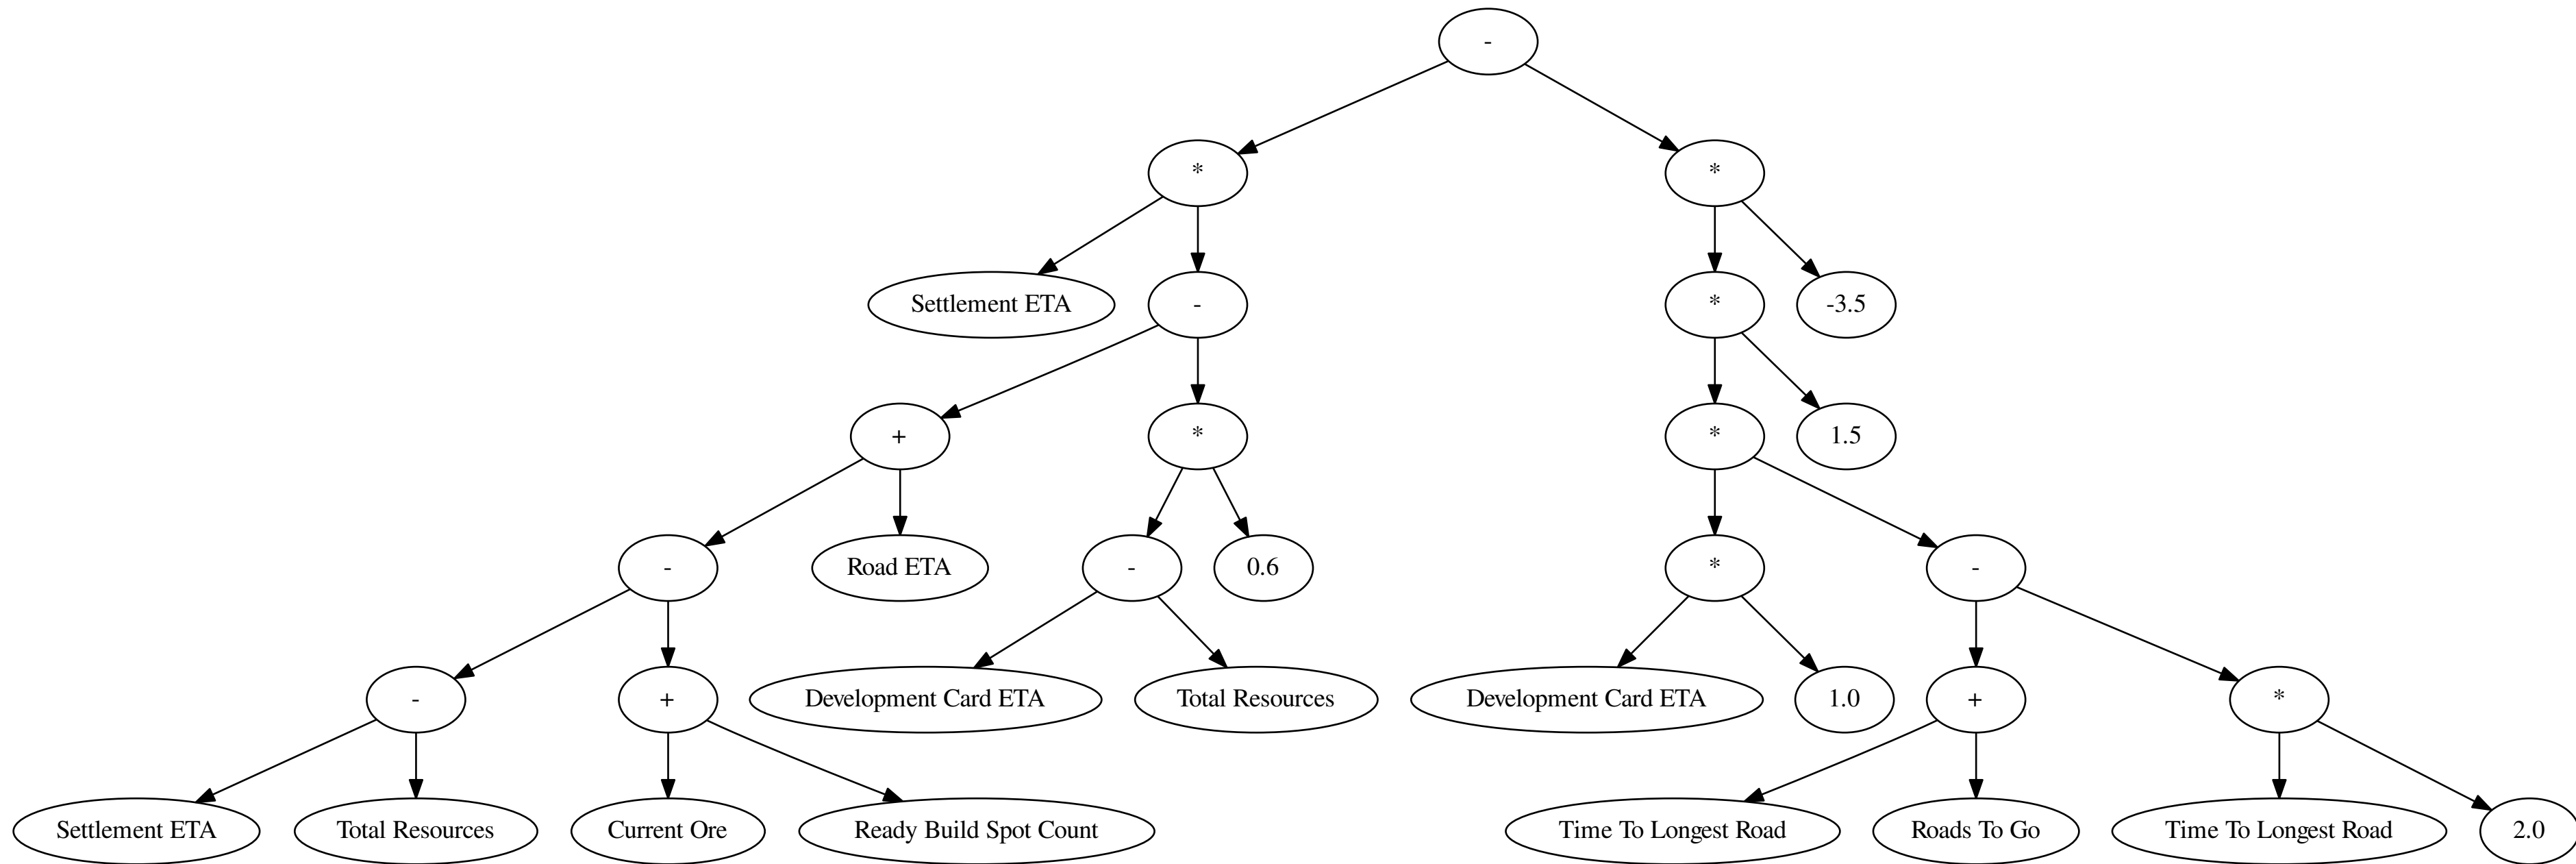 -
*
*
Settlement ETA
-
*
-3.5
+
*
*
1.5
-
Road ETA
-
0.6
*
-
-
+
Development Card ETA
Total Resources
Development Card ETA
1.0
+
*
Settlement ETA
Total Resources
Current Ore
Ready Build Spot Count
Time To Longest Road
Roads To Go
Time To Longest Road
2.0